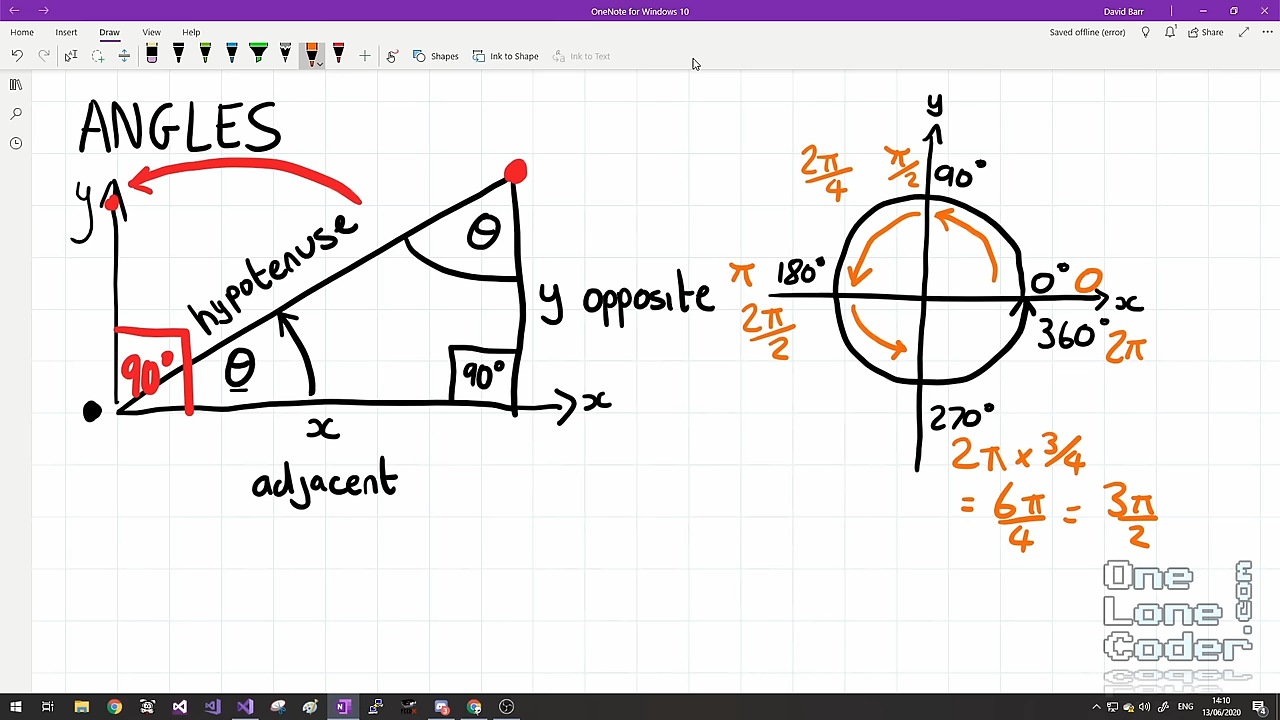 OneNote for Windows 10
David Barr
Home Insert Draw View Help
Saved offline (error)
Share
Shapes
Ink to Shape
Ink to Text
ANGLES
y
hypotenuse
θ
90°
θ
90°
y opposite
x
x
adjacent
y
2π/4
π/2
90°
π
180°
2π/2
0°
0
x
360°
2π
270°
2π × 3/4
= 6π/4 = 3π/2
One
Lone
Coder
.com
ENG
14:10
13/06/2020